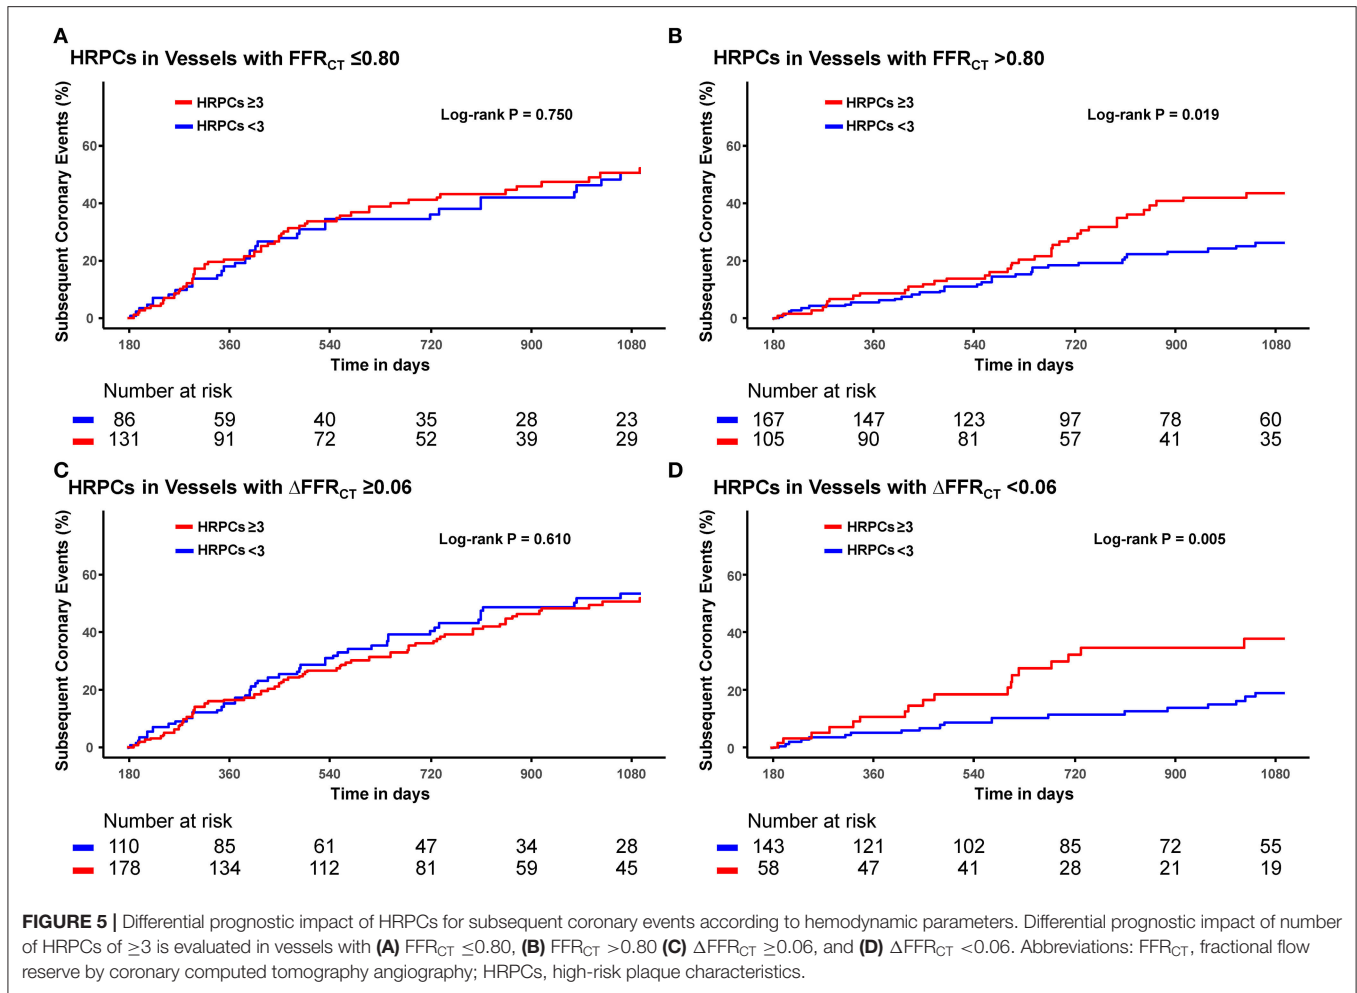 A
HRPCs in Vessels with FFRCT ≤0.80
Subsequent Coronary Events (%)
HRPCs ≥3
HRPCs <3
Log-rank P = 0.750
60
40
20
0
180 360 540 720 900 1080
Time in days
Number at risk
86 59 40 35 28 23
131 91 72 52 39 29
B
HRPCs in Vessels with FFRCT >0.80
Subsequent Coronary Events (%)
HRPCs ≥3
HRPCs <3
Log-rank P = 0.019
60
40
20
0
180 360 540 720 900 1080
Time in days
Number at risk
167 147 123 97 78 60
105 90 81 57 41 35
C
HRPCs in Vessels with ΔFFRCT ≥0.06
Subsequent Coronary Events (%)
HRPCs ≥3
HRPCs <3
Log-rank P = 0.610
60
40
20
0
180 360 540 720 900 1080
Time in days
Number at risk
110 85 61 47 34 28
178 134 112 81 59 45
D
HRPCs in Vessels with ΔFFRCT <0.06
Subsequent Coronary Events (%)
HRPCs ≥3
HRPCs <3
Log-rank P = 0.005
60
40
20
0
180 360 540 720 900 1080
Time in days
Number at risk
143 121 102 85 72 55
58 47 41 28 21 19
FIGURE 5 | Differential prognostic impact of HRPCs for subsequent coronary events according to hemodynamic parameters. Differential prognostic impact of number
of HRPCs of ≥3 is evaluated in vessels with (A) FFRCT ≤0.80, (B) FFRCT >0.80 (C) ΔFFRCT ≥0.06, and (D) ΔFFRCT <0.06. Abbreviations: FFRCT, fractional flow
reserve by coronary computed tomography angiography; HRPCs, high-risk plaque characteristics.